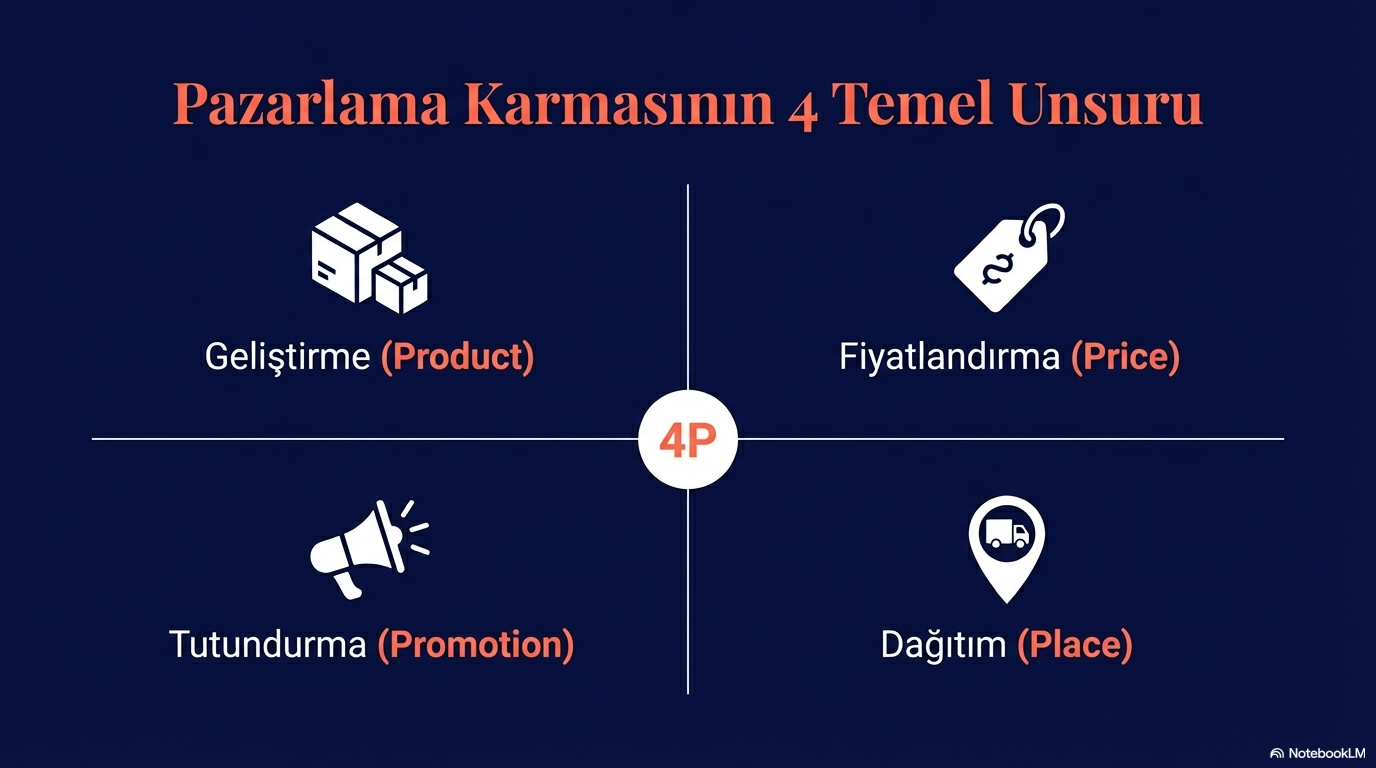 Pazarlama Karmasının 4 Temel Unsuru
Geliştirme (Product)
Fiyatlandırma (Price)
4P
Tutundurma (Promotion)
Dağıtım (Place)
NotebookLM